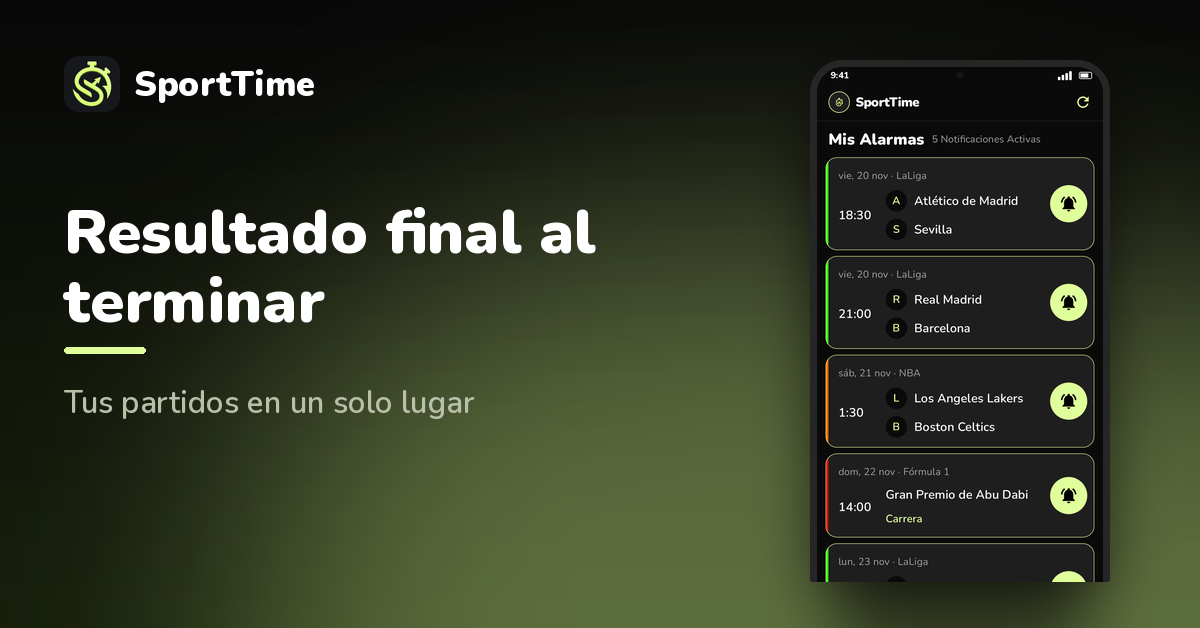 SportTime
Resultado final al
terminar
Tus partidos en un solo lugar
9:41
SportTime
Mis Alarmas 5 Notificaciones Activas
vie, 20 nov · LaLiga
18:30
A Atlético de Madrid
S Sevilla
vie, 20 nov · LaLiga
21:00
R Real Madrid
B Barcelona
sáb, 21 nov · NBA
1:30
L Los Angeles Lakers
B Boston Celtics
dom, 22 nov · Fórmula 1
14:00
Gran Premio de Abu Dabi
Carrera
lun, 23 nov · LaLiga